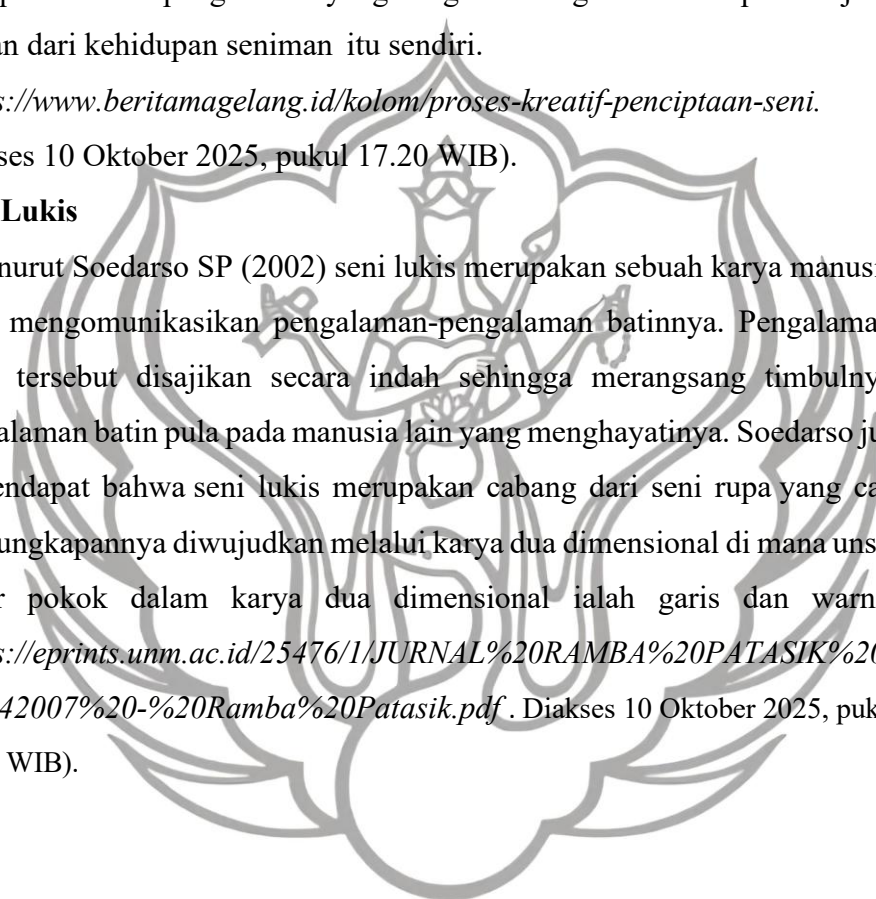 dari kehidupan seniman itu sendiri.
s://www.beritamagelang.id/kolom/proses-kreatif-penciptaan-seni.
ses 10 Oktober 2025, pukul 17.20 WIB).
Lukis
nurut Soedarso SP (2002) seni lukis merupakan sebuah karya manusi
mengomunikasikan pengalaman-pengalaman batinnya. Pengalama
tersebut disajikan secara indah sehingga merangsang timbulny
alaman batin pula pada manusia lain yang menghayatinya. Soedarso ju
endapat bahwa seni lukis merupakan cabang dari seni rupa yang ca
ungkapannya diwujudkan melalui karya dua dimensional di mana uns
r pokok dalam karya dua dimensional ialah garis dan warn
s://eprints.unm.ac.id/25476/1/JURNAL%20RAMBA%20PATASIK%20
42007%20-%20Ramba%20Patasik.pdf . Diakses 10 Oktober 2025, puk
WIB).